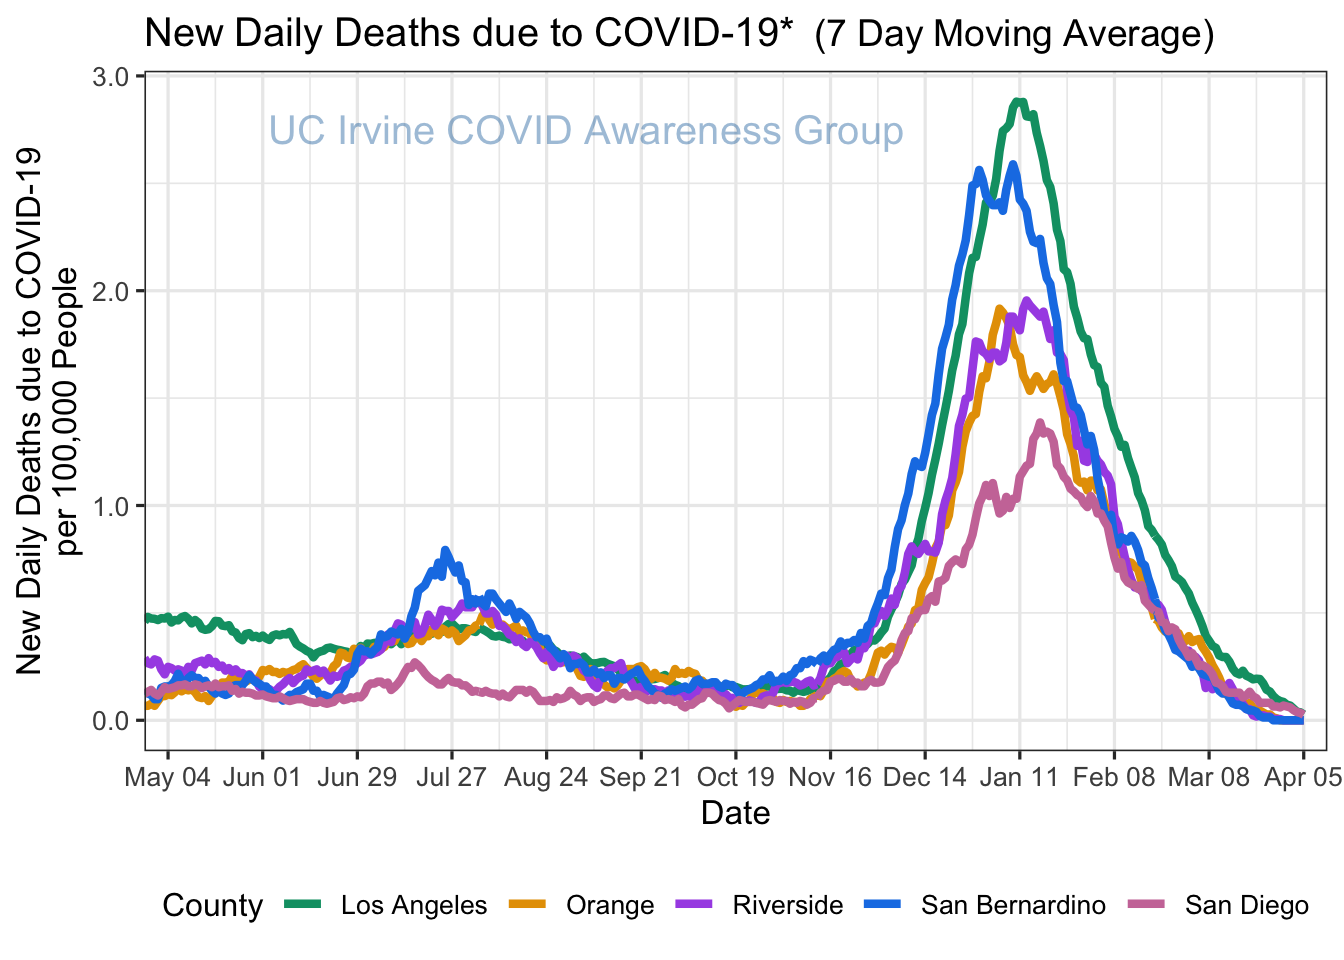 New Daily Deaths due to COVID-19* (7 Day Moving Average)
UC Irvine COVID Awareness Group
New Daily Deaths due to COVID-19
per 100,000 People
3.0
2.0
1.0
0.0
May 04 Jun 01 Jun 29 Jul 27 Aug 24 Sep 21 Oct 19 Nov 16 Dec 14 Jan 11 Feb 08 Mar 08 Apr 05
Date
County Los Angeles Orange Riverside San Bernardino San Diego